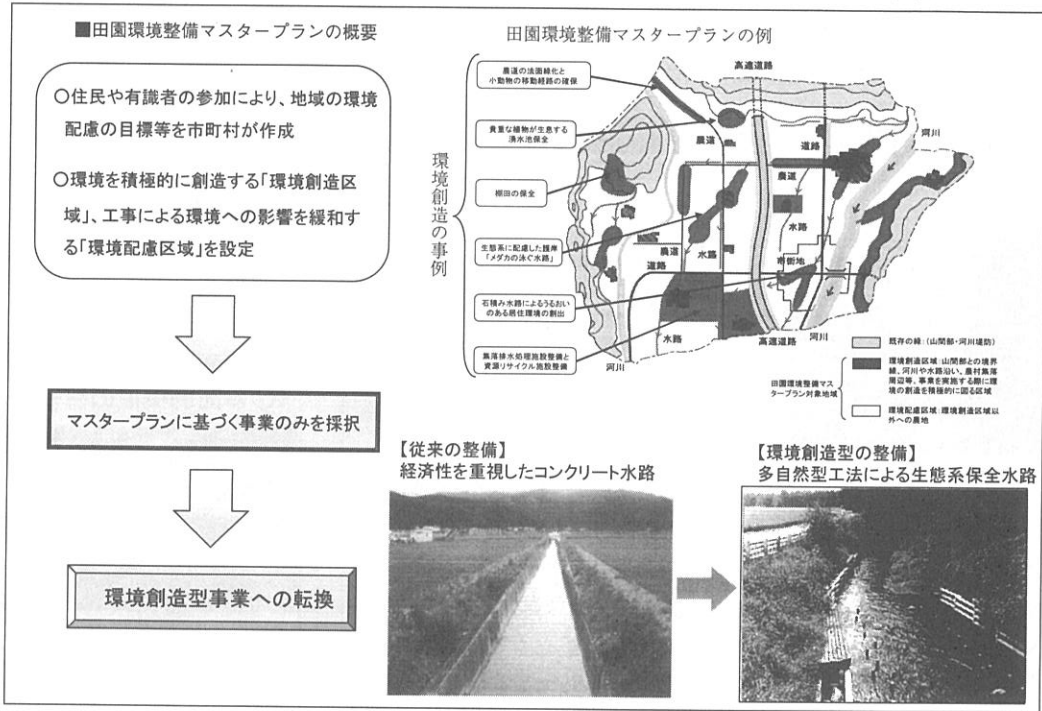 ■田園環境整備マスタープランの概要
○住民や有識者の参加により、地域の環境
配慮の目標等を市町村が作成
○環境を積極的に創造する「環境創造区
域」、工事による環境への影響を緩和す
る「環境配慮区域」を設定
マスタープランに基づく事業のみを採択
環境創造型事業への転換
田園環境整備マスタープランの例
環境創造の事例
農道の法面緑化と
小動物の移動経路の確保
貴重な植物が生息する
湧水池保全
棚田の保全
生態系に配慮した護岸
「メダカの泳ぐ水路」
石積み水路によるうるおい
のある居住環境の創出
集落排水処理施設整備と
資源リサイクル施設整備
高速道路
河川
農道
道路
農道
水路
農道
水路
市街地
道路
水路
河川
高速道路
河川
既存の緑:(山間部・河川堤防)
田園環境整備マス
タープラン対象地域
環境創造区域:山間部との境界
線、河川や水路沿い、農村集落
周辺等、事業を実施する際に環
境の創造を積極的に図る区域
環境配慮区域:環境創造区域以
外への農地
【従来の整備】
経済性を重視したコンクリート水路
【環境創造型の整備】
多自然型工法による生態系保全水路